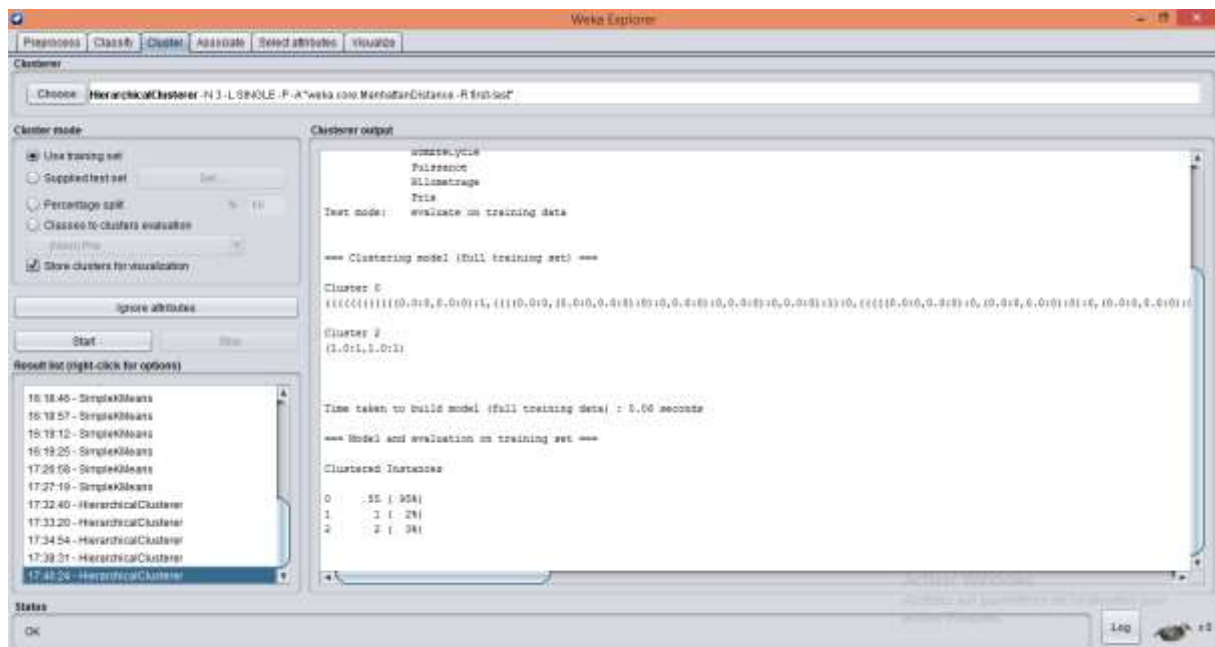 Weka Explorer
Preprocess Classify Cluster Associate Select attributes Visualize
Clusterer
Choose HierarchicalClusterer -N 3 -L SINGLE -P -A "weka.core.ManhattanDistance -R first-last"
Cluster mode
Use training set
Supplied test set Set...
Percentage split %
Classes to clusters evaluation
Store clusters for visualization
Ignore attributes
Start Stop
Result list (right-click for options)
16:18:46 - SimpleKMeans
16:18:57 - SimpleKMeans
16:19:12 - SimpleKMeans
16:19:25 - SimpleKMeans
17:26:58 - SimpleKMeans
17:27:19 - SimpleKMeans
17:32:40 - HierarchicalClusterer
17:33:20 - HierarchicalClusterer
17:34:54 - HierarchicalClusterer
17:39:31 - HierarchicalClusterer
17:40:24 - HierarchicalClusterer
Clusterer output
Puissance
Kilometrage
Prix
Test mode: evaluate on training data
=== Clustering model (full training set) ===
Cluster 0
Cluster 2
(1.0:1,1.0:1)
Time taken to build model (full training data) : 0.06 seconds
=== Model and evaluation on training set ===
Clustered Instances
0 55 ( 95%)
1 1 ( 2%)
2 2 ( 3%)
Activer Windows
Status
OK
Log
x 0